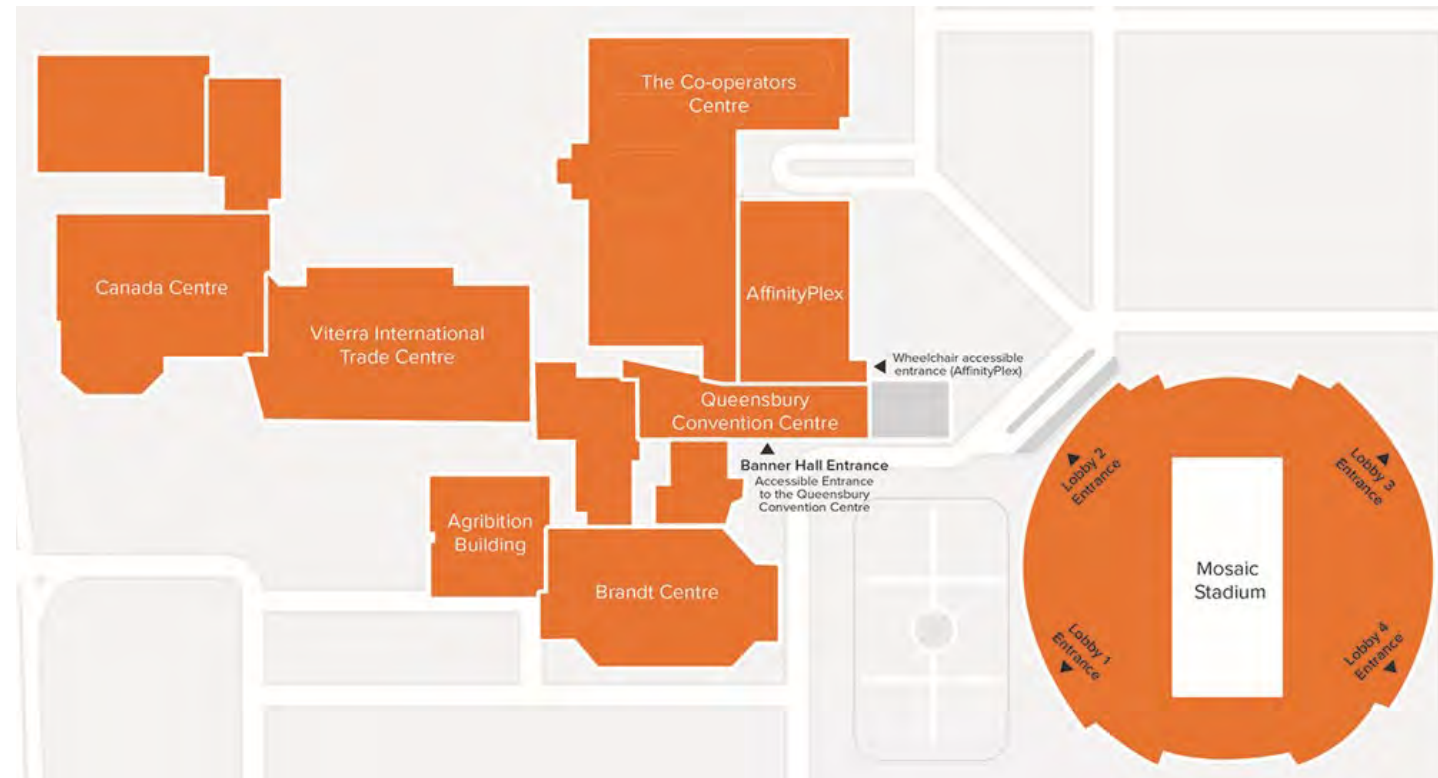 The Co-operators
Centre
Canada Centre
AffinityPlex
Viterra International
Trade Centre
Wheelchair accessible
entrance (AffinityPlex)
Queensbury
Convention Centre
Banner Hall Entrance
Accessible Entrance
to the Queensbury
Convention Centre
Lobby 2
Entrance
Lobby 3
Entrance
Agribition
Building
Brandt Centre
Mosaic
Stadium
Lobby 1
Entrance
Lobby 4
Entrance